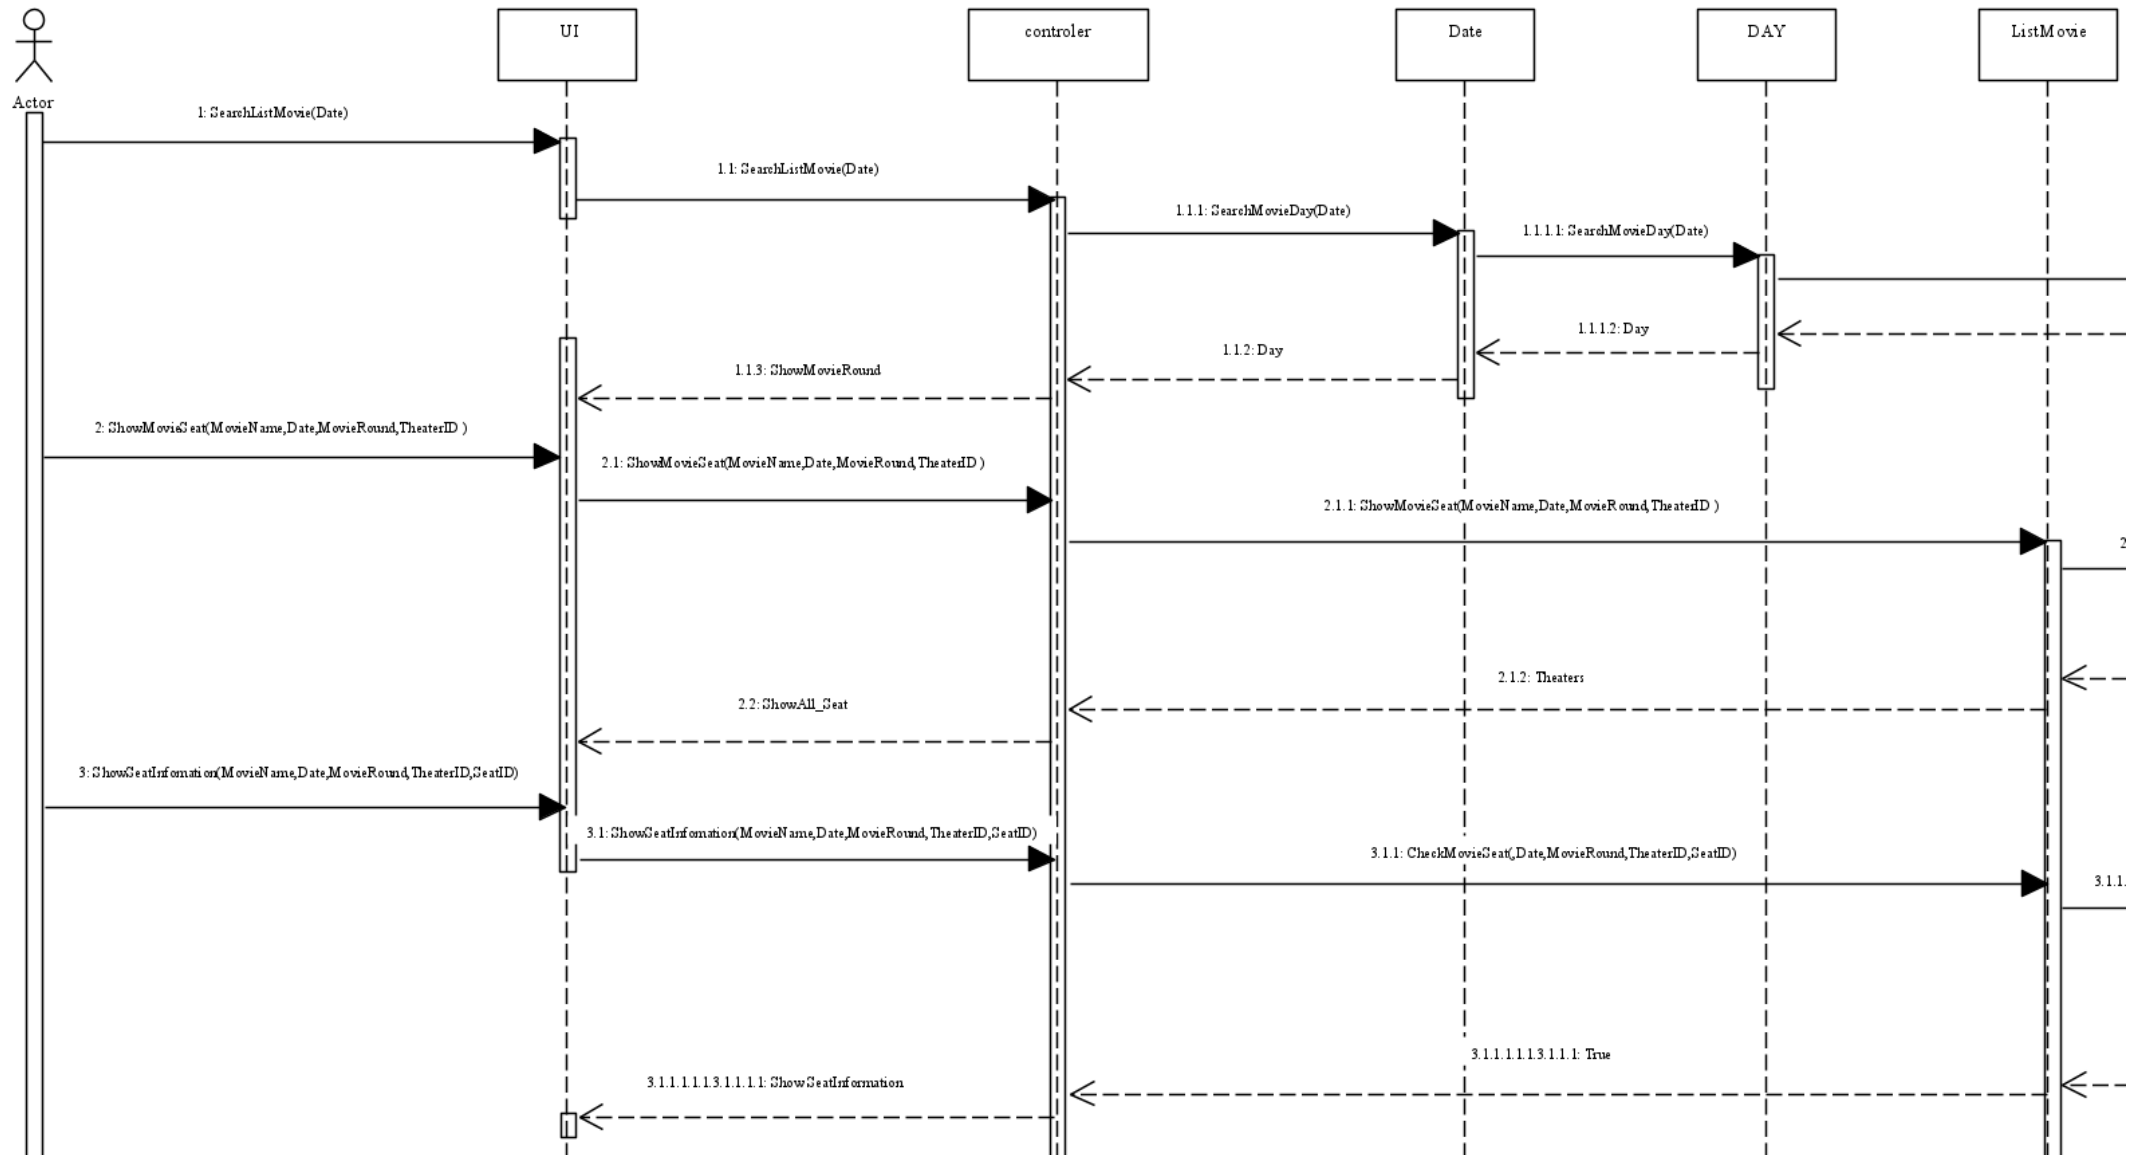 UI
controler
Date
DAY
ListMovie
Actor
1: SearchListMovie(Date)
1.1: SearchListMovie(Date)
1.1.1: SearchMovieDay(Date)
1.1.1.1: SearchMovieDay(Date)
1.1.1.2: Day
1.1.2: Day
1.1.3: ShowMovieRound
2: ShowMovieSeat(MovieName,Date,MovieRound,TheaterID )
2.1: ShowMovieSeat(MovieName,Date,MovieRound,TheaterID )
2.1.1: ShowMovieSeat(MovieName,Date,MovieRound,TheaterID )
2
2.1.2: Theaters
2.2: ShowAll_Seat
3: ShowSeatInfomation(MovieName,Date,MovieRound,TheaterID,SeatID)
3.1: ShowSeatInfomation(MovieName,Date,MovieRound,TheaterID,SeatID)
3.1.1: CheckMovieSeat(,Date,MovieRound,TheaterID,SeatID)
3.1.1.
3.1.1.1.1.1.3.1.1.1: True
3.1.1.1.1.1.3.1.1.1.1: ShowSeatInformation